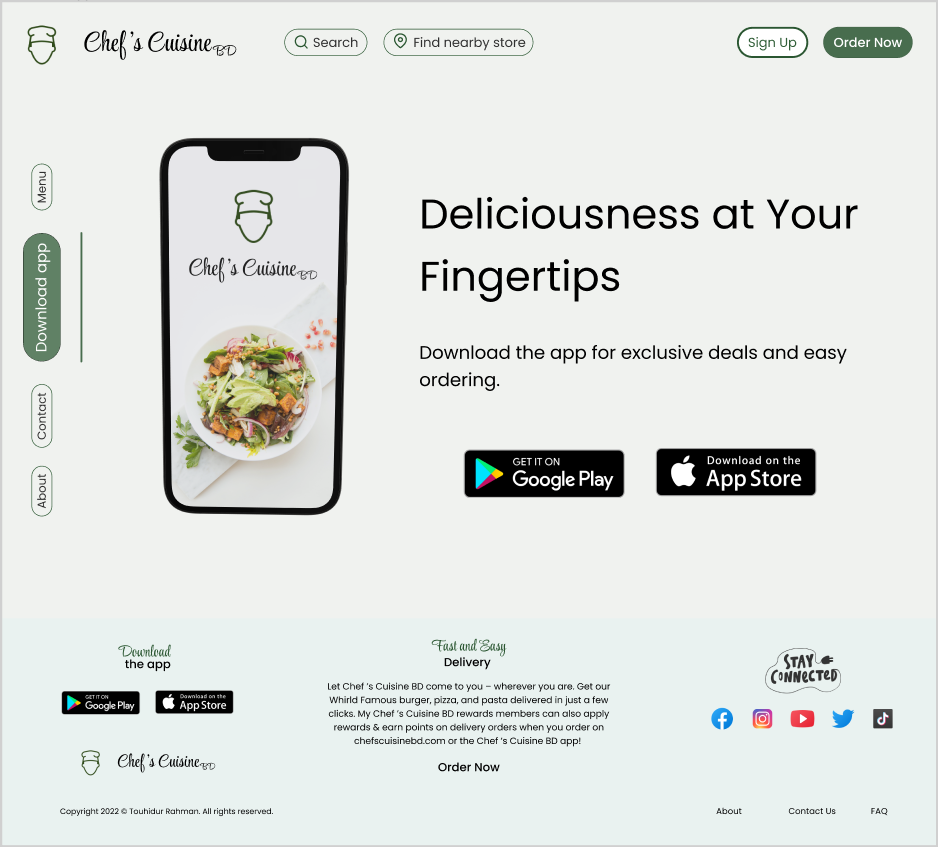 Chef's Cuisine BD
Search
Find nearby store
Sign Up
Order Now
Menu
Download app
Contact
About
Chef's Cuisine BD
Deliciousness at Your
Fingertips
Download the app for exclusive deals and easy
ordering.
GET IT ON
Google Play
Download on the
App Store
Download
the app
GET IT ON
Google Play
Download on the
App Store
Chef's Cuisine BD
Copyright 2022 © Touhidur Rahman. All rights reserved.
Fast and Easy
Delivery
Let Chef 's Cuisine BD come to you – wherever you are. Get our
Whirld Famous burger, pizza, and pasta delivered in just a few
clicks. My Chef 's Cuisine BD rewards members can also apply
rewards & earn points on delivery orders when you order on
chefscuisinebd.com or the Chef 's Cuisine BD app!
Order Now
STAY
CONNECTED
About
Contact Us
FAQ